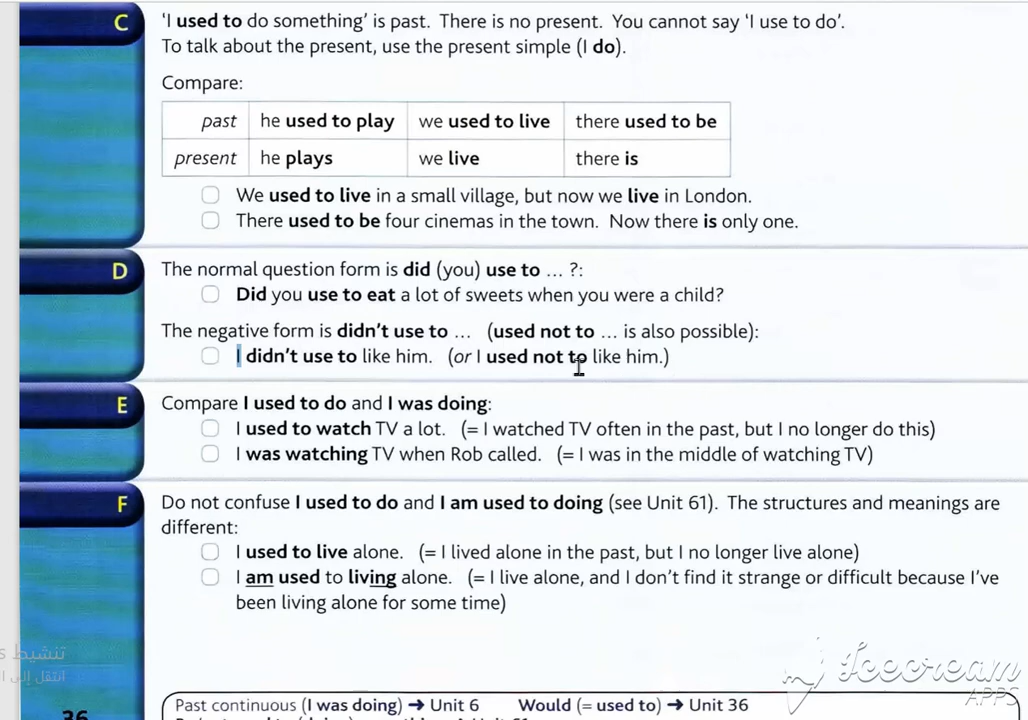 C
'I used to do something' is past. There is no present. You cannot say 'I use to do'.
To talk about the present, use the present simple (I do).
Compare:
past he used to play we used to live there used to be
present he plays we live there is
We used to live in a small village, but now we live in London.
There used to be four cinemas in the town. Now there is only one.
D
The normal question form is did (you) use to … ?:
Did you use to eat a lot of sweets when you were a child?
The negative form is didn't use to … (used not to … is also possible):
I didn't use to like him. (or I used not to like him.)
E
Compare I used to do and I was doing:
I used to watch TV a lot. (= I watched TV often in the past, but I no longer do this)
I was watching TV when Rob called. (= I was in the middle of watching TV)
F
Do not confuse I used to do and I am used to doing (see Unit 61). The structures and meanings are
different:
I used to live alone. (= I lived alone in the past, but I no longer live alone)
I am used to living alone. (= I live alone, and I don't find it strange or difficult because I've
been living alone for some time)
تنشيط s
انتقل إلى ا
Icecream
APPS
Past continuous (I was doing) → Unit 6 Would (= used to) → Unit 36
36